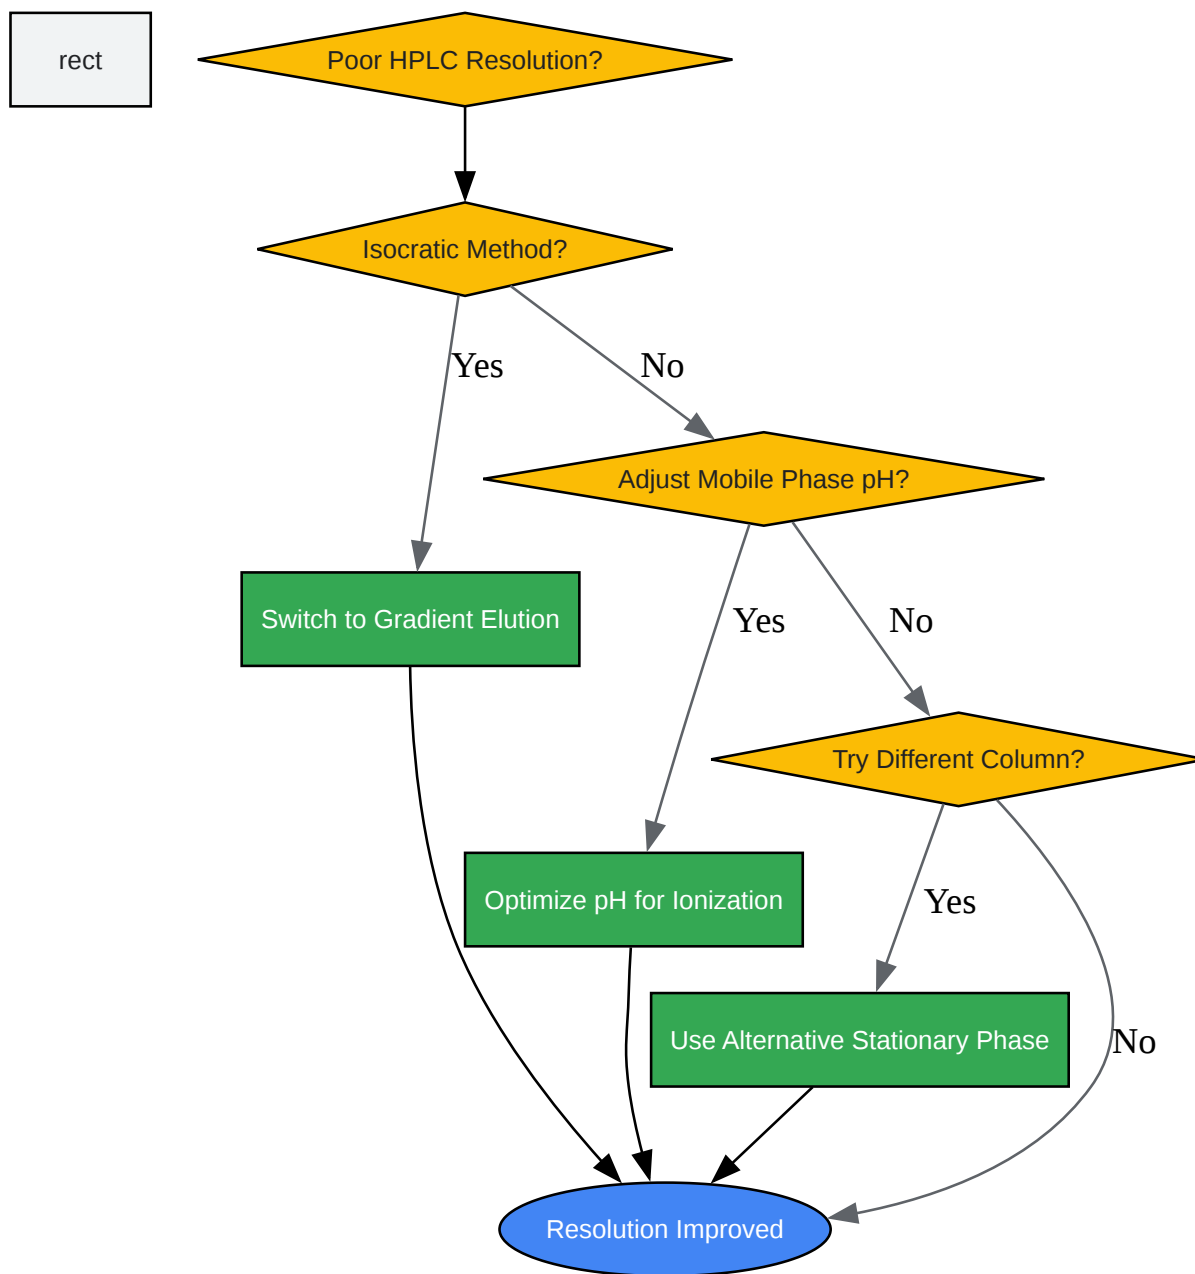 rect
Poor HPLC Resolution?
Isocratic Method?
Yes
No
Adjust Mobile Phase pH?
Switch to Gradient Elution
Yes
No
Try Different Column?
Optimize pH for Ionization
Yes
Use Alternative Stationary Phase
No
Resolution Improved